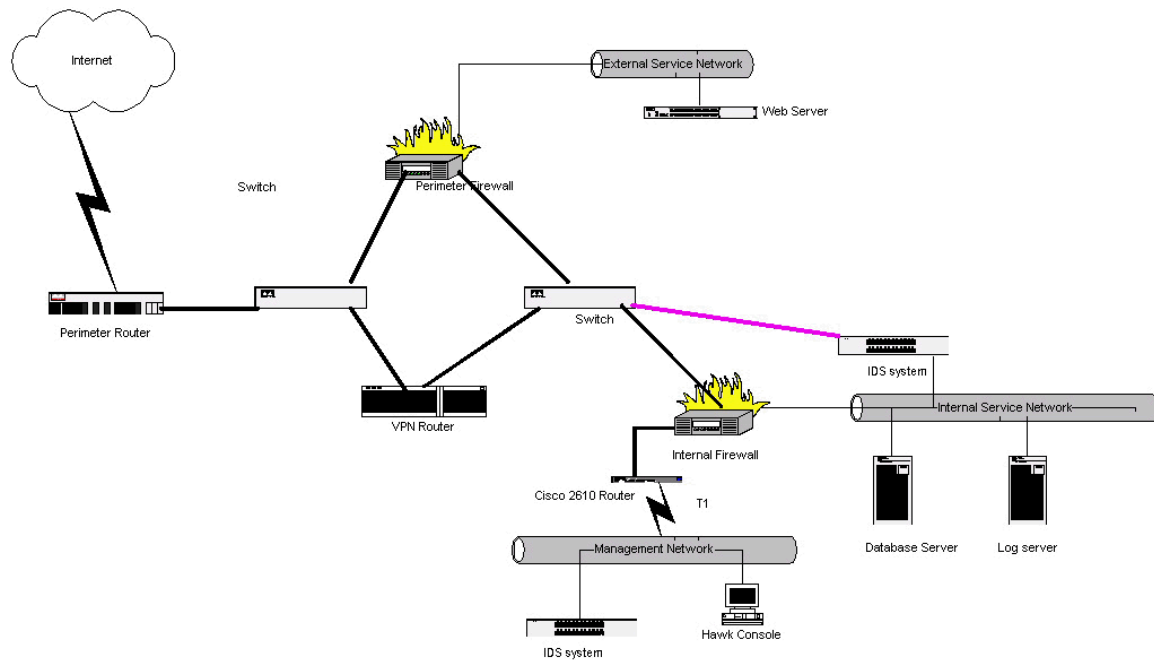 Internet
External Service Network
Web Server
Switch
Perimeter Firewall
Perimeter Router
Switch
IDS system
VPN Router
Internal Service Network
Internal Firewall
Cisco 2610 Router
T1
Database Server
Log server
Management Network
Hawk Console
IDS system